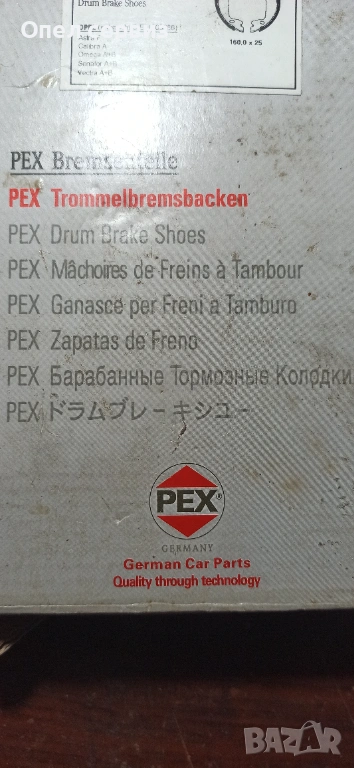 Drum Brake Shoes
Astra A
Calibra A
Omega A+B
Senator A+B
Vectra A+B
160,0 x 25
PEX Bremsenteile
PEX Trommelbremsbacken
PEX Drum Brake Shoes
PEX Mâchoires de Freins à Tambour
PEX Ganasce per Freni a Tamburo
PEX Zapatas de Freno
PEX Барабанные Тормозные Колодки
PEX ドラムブレーキシユー
PEX®
GERMANY
German Car Parts
Quality through technology
BAZAR